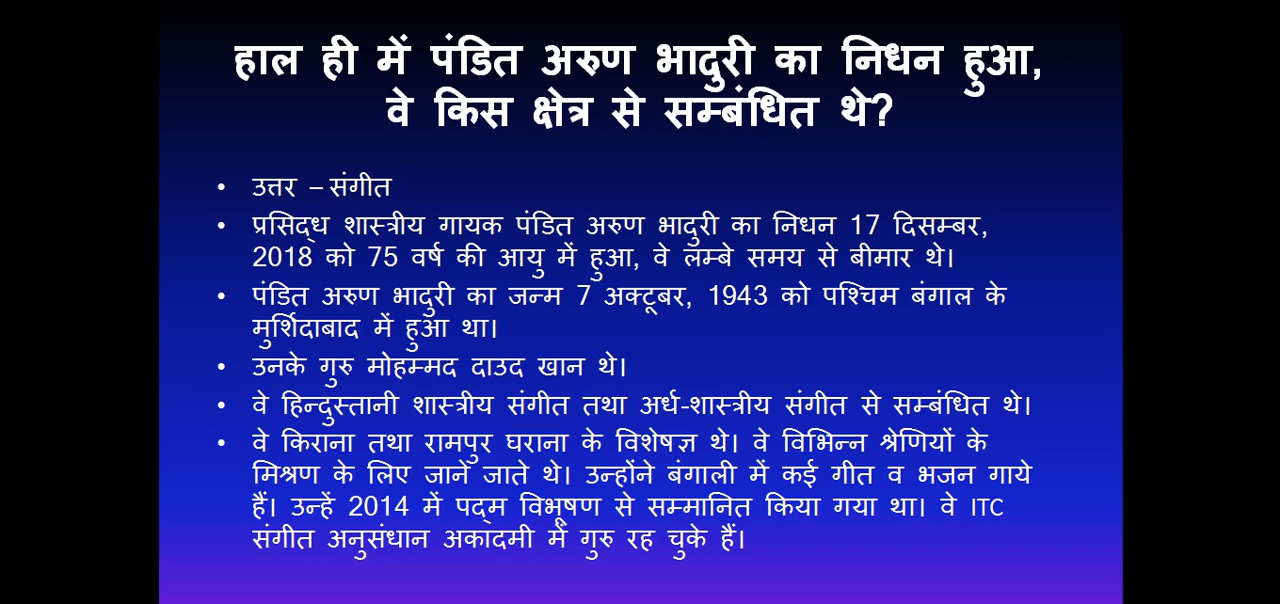 हाल ही में पंडित अरुण भादुरी का निधन हुआ,
वे किस क्षेत्र से सम्बंधित थे?
• उत्तर – संगीत
• प्रसिद्ध शास्त्रीय गायक पंडित अरुण भादुरी का निधन 17 दिसम्बर,
2018 को 75 वर्ष की आयु में हुआ, वे लम्बे समय से बीमार थे।
• पंडित अरुण भादुरी का जन्म 7 अक्टूबर, 1943 को पश्चिम बंगाल के
मुर्शिदाबाद में हुआ था।
• उनके गुरु मोहम्मद दाउद खान थे।
• वे हिन्दुस्तानी शास्त्रीय संगीत तथा अर्ध-शास्त्रीय संगीत से सम्बंधित थे।
• वे किराना तथा रामपुर घराना के विशेषज्ञ थे। वे विभिन्न श्रेणियों के
मिश्रण के लिए जाने जाते थे। उन्होंने बंगाली में कई गीत व भजन गाये
हैं। उन्हें 2014 में पद्म विभूषण से सम्मानित किया गया था। वे ITC
संगीत अनुसंधान अकादमी में गुरु रह चुके हैं।